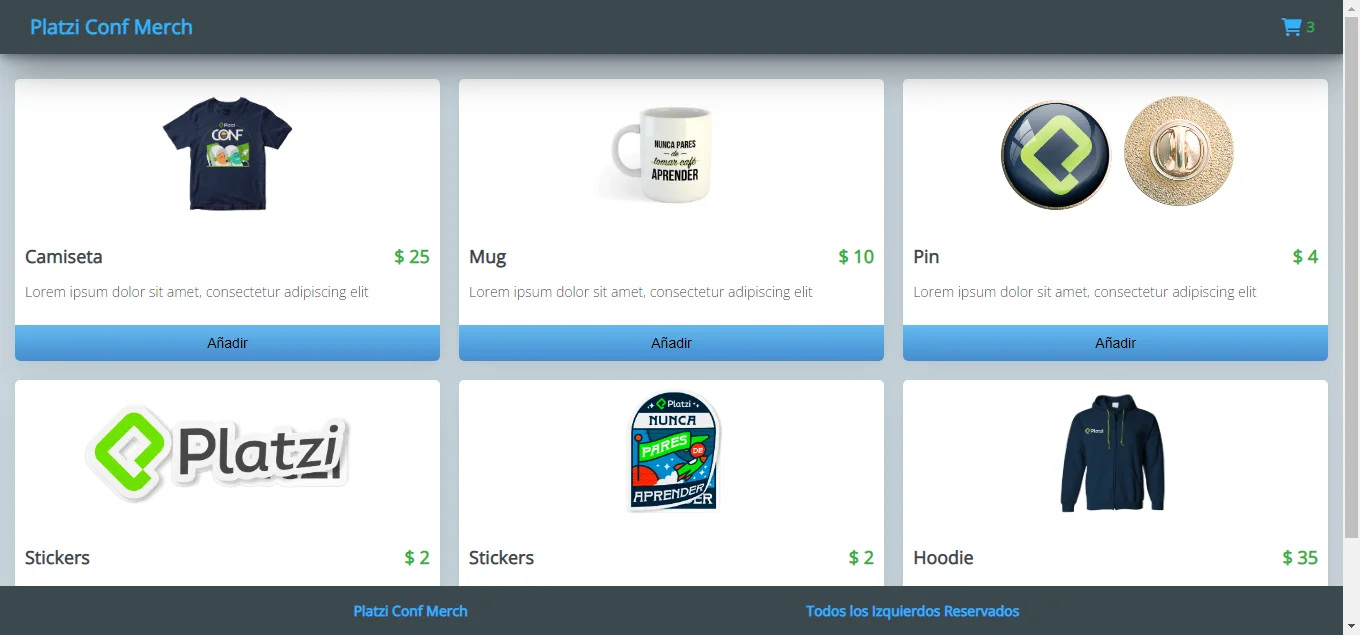 Platzi Conf Merch
3
Platzi
CONF
NUNCA PARES
de
tomar café
APRENDER
Camiseta
$ 25
Mug
$ 10
Pin
$ 4
Lorem ipsum dolor sit amet, consectetur adipiscing elit
Lorem ipsum dolor sit amet, consectetur adipiscing elit
Lorem ipsum dolor sit amet, consectetur adipiscing elit
Añadir
Añadir
Añadir
Platzi
Platzi
NUNCA
PARES
DE
APRENDER
Platzi
Stickers
$ 2
Stickers
$ 2
Hoodie
$ 35
Platzi Conf Merch
Todos los Izquierdos Reservados